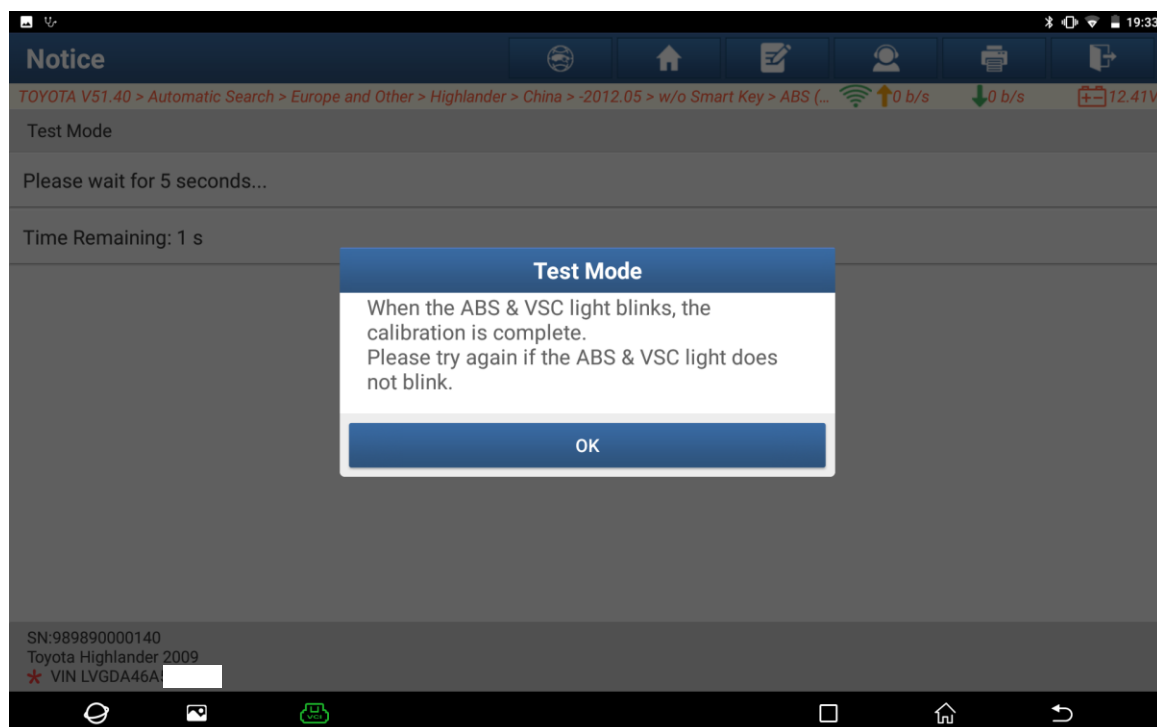 19:33
Notice
TOYOTA V51.40 > Automatic Search > Europe and Other > Highlander > China > -2012.05 > w/o Smart Key > ABS (... 0 b/s 0 b/s 12.41V
Test Mode
Please wait for 5 seconds...
Time Remaining: 1 s
Test Mode
When the ABS & VSC light blinks, the
calibration is complete.
Please try again if the ABS & VSC light does
not blink.
OK
SN:989890000140
Toyota Highlander 2009
* VIN LVGDA46A
VCI